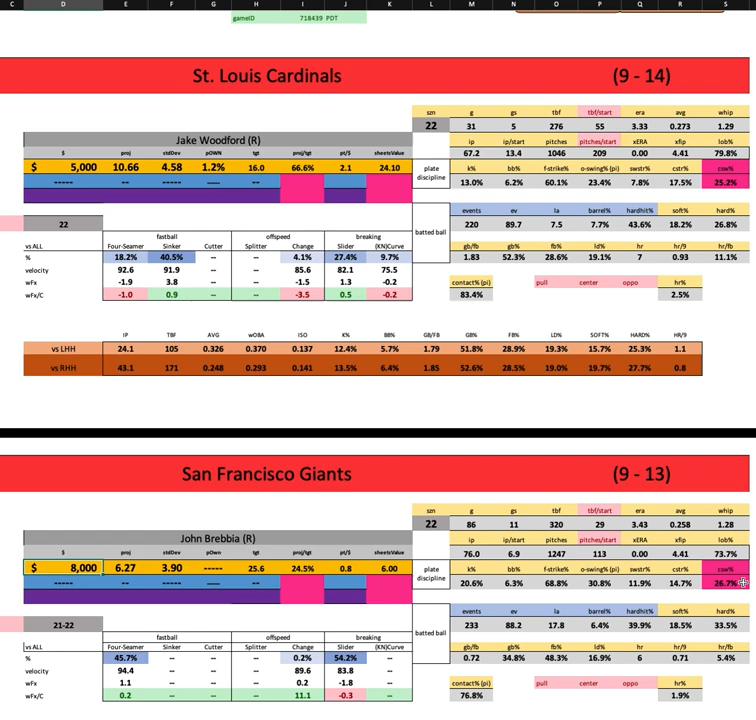 C D E F G H I J K L M N O P Q R S
gameID 718439 PDT
St. Louis Cardinals (9 - 14)
szn g gs tbf tbf/start era avg whip
22 31 5 276 55 3.33 0.273 1.29
Jake Woodford (R) ip ip/start pitches pitches/start xERA xfip lob%
$ proj stdDev pOWN tgt proj/tgt pt/$ sheetsValue 67.2 13.4 1046 209 0.00 4.41 79.8%
$ 5,000 10.66 4.58 1.2% 16.0 66.6% 2.1 24.10 plate discipline k% bb% f-strike% o-swing% (pi) swstr% cstr% csw%
----- -- ---- ----- -- 13.0% 6.2% 60.1% 23.4% 7.8% 17.5% 25.2%
events ev la barrel% hardhit% soft% hard%
22 batted ball 220 89.7 7.5 7.7% 43.6% 18.2% 26.8%
fastball offspeed breaking
vs ALL Four-Seamer Sinker Cutter Splitter Change Slider (KN)Curve gb/fb gb% fb% ld% hr hr/9 hr/fb
% 18.2% 40.5% -- -- 4.1% 27.4% 9.7% 1.83 52.3% 28.6% 19.1% 7 0.93 11.1%
velocity 92.6 91.9 -- -- 85.6 82.1 75.5
wFx -1.9 3.8 -- -- -1.5 1.3 -0.2 contact% (pi) pull center oppo hr%
wFx/C -1.0 0.9 -- -- -3.5 0.5 -0.2 83.4% 2.5%
IP TBF AVG wOBA ISO K% BB% GB/FB GB% FB% LD% SOFT% HARD% HR/9
vs LHH 24.1 105 0.326 0.370 0.137 12.4% 5.7% 1.79 51.8% 28.9% 19.3% 15.7% 25.3% 1.1
vs RHH 43.1 171 0.248 0.293 0.141 13.5% 6.4% 1.85 52.6% 28.5% 19.0% 19.7% 27.7% 0.8
San Francisco Giants (9 - 13)
szn g gs tbf tbf/start era avg whip
22 86 11 320 29 3.43 0.258 1.28
John Brebbia (R) ip ip/start pitches pitches/start xERA xfip lob%
$ proj stdDev pOwn tgt proj/tgt pt/$ sheetsValue 76.0 6.9 1247 113 0.00 4.41 73.7%
$ 8,000 6.27 3.90 ----- 25.6 24.5% 0.8 6.00 plate discipline k% bb% f-strike% o-swing% (pi) swstr% cstr% csw%
----- -- ---- ----- -- 20.6% 6.3% 68.8% 30.8% 11.9% 14.7% 26.7%
events ev la barrel% hardhit% soft% hard%
21-22 batted ball 233 88.2 17.8 6.4% 39.9% 18.5% 33.5%
fastball offspeed breaking
vs ALL Four-Seamer Sinker Cutter Splitter Change Slider (KN)Curve gb/fb gb% fb% ld% hr hr/9 hr/fb
% 45.7% -- -- -- 0.2% 54.2% -- 0.72 34.8% 48.3% 16.9% 6 0.71 5.4%
velocity 94.4 -- -- -- 89.6 83.8 --
wFx 1.1 -- -- -- 0.2 -1.8 -- contact% (pi) pull center oppo hr%
wFx/C 0.2 -- -- -- 11.1 -0.3 -- 76.8% 1.9%